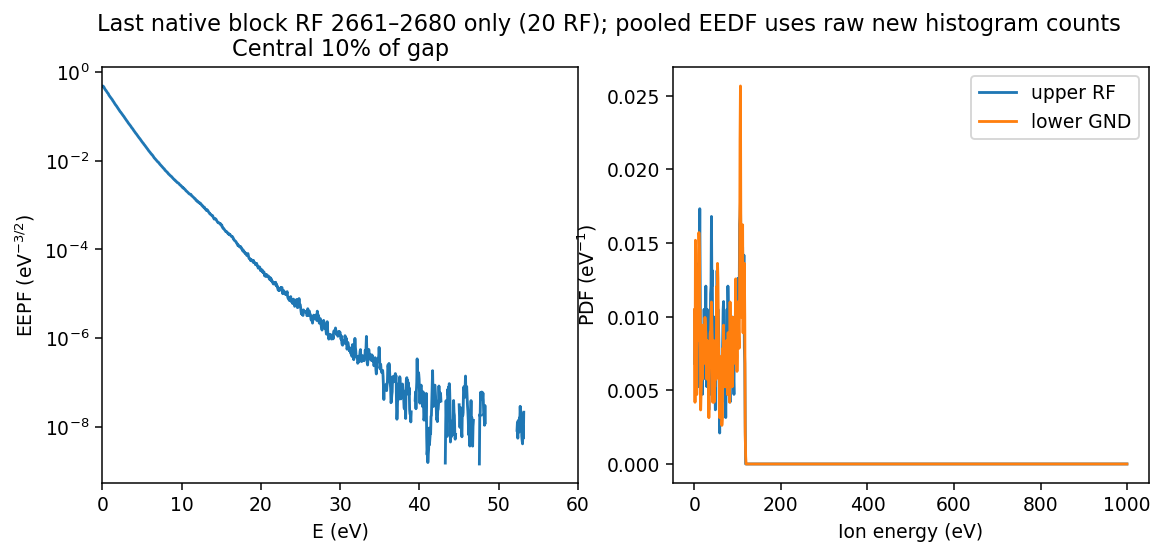 Last native block RF 2661–2680 only (20 RF); pooled EEDF uses raw new histogram counts
Central 10% of gap
EEPF (eV^{-3/2})
10^0
10^{-2}
10^{-4}
10^{-6}
10^{-8}
0 10 20 30 40 50 60
E (eV)
PDF (eV^{-1})
0.025
0.020
0.015
0.010
0.005
0.000
upper RF
lower GND
0 200 400 600 800 1000
Ion energy (eV)